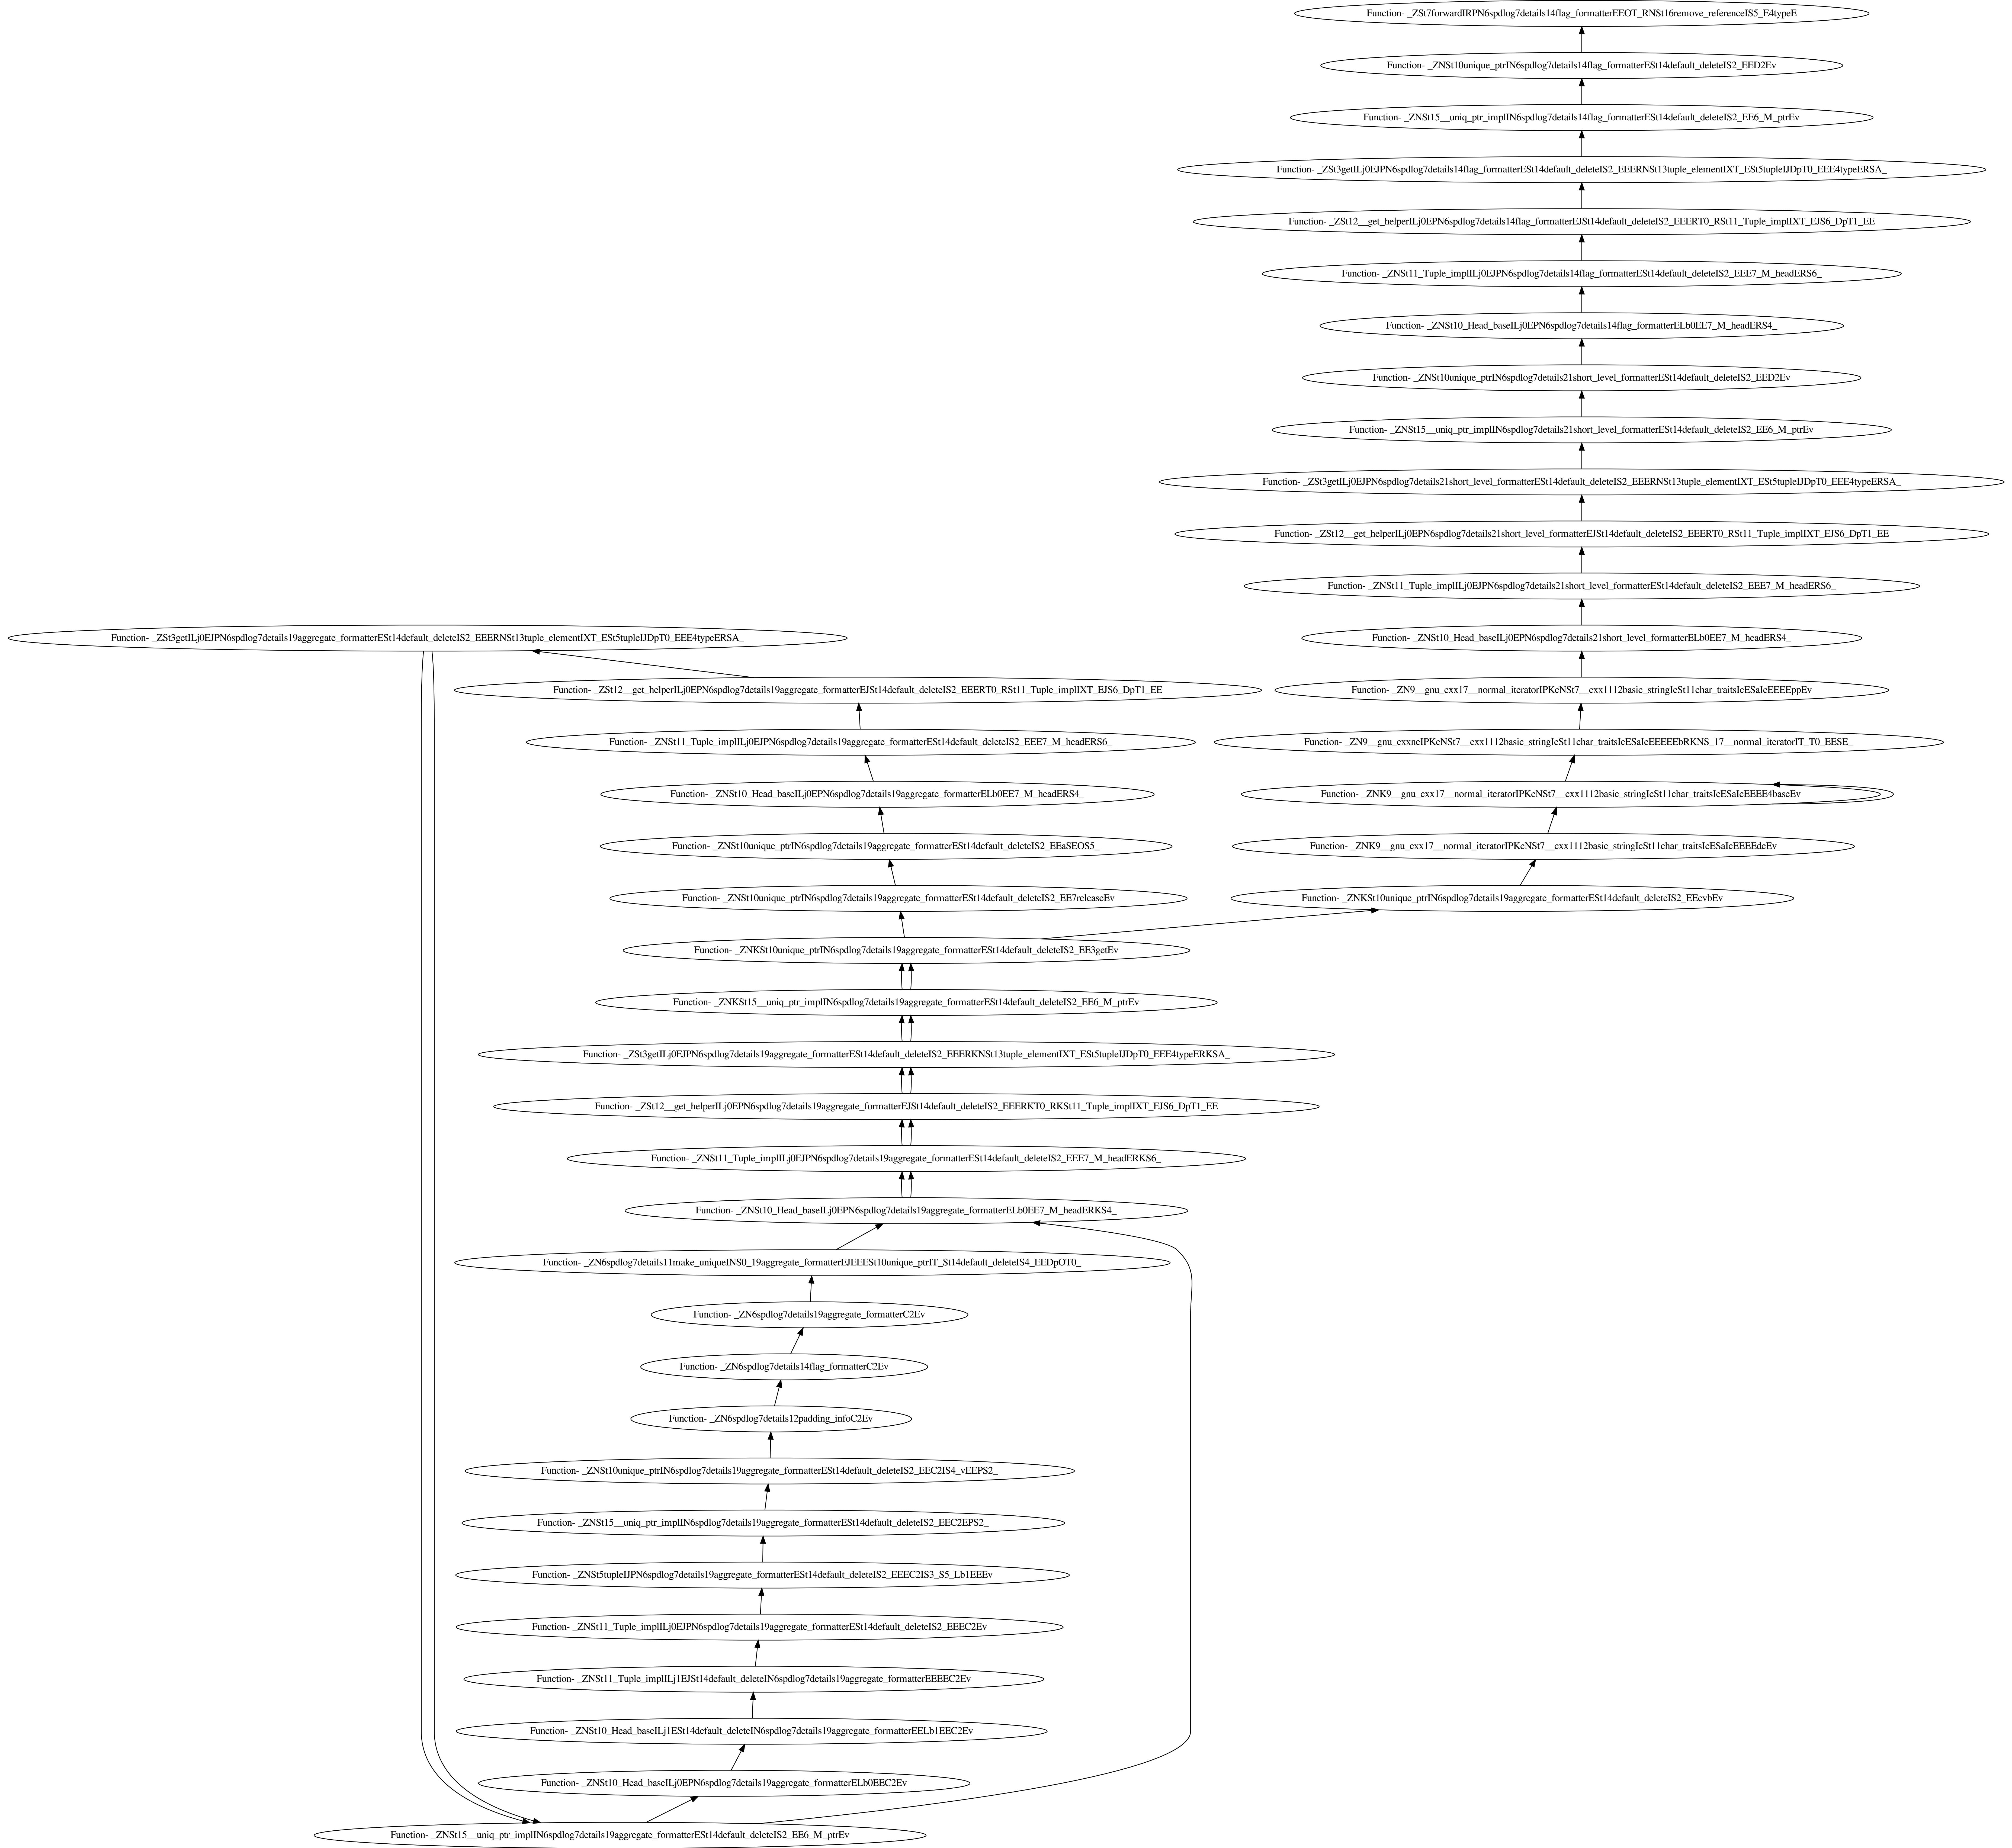 Function- _ZSt7forwardIRPN6spdlog7details14flag_formatterEEOT_RNSt16remove_referenceIS5_E4typeE
Function- _ZNSt10unique_ptrIN6spdlog7details14flag_formatterESt14default_deleteIS2_EED2Ev
Function- _ZNSt15__uniq_ptr_implIN6spdlog7details14flag_formatterESt14default_deleteIS2_EE6_M_ptrEv
Function- _ZSt3getILj0EJPN6spdlog7details14flag_formatterESt14default_deleteIS2_EEERNSt13tuple_elementIXT_ESt5tupleIJDpT0_EEE4typeERSA_
Function- _ZSt12__get_helperILj0EPN6spdlog7details14flag_formatterEJSt14default_deleteIS2_EEERT0_RSt11_Tuple_implIXT_EJS6_DpT1_EE
Function- _ZNSt11_Tuple_implILj0EJPN6spdlog7details14flag_formatterESt14default_deleteIS2_EEE7_M_headERS6_
Function- _ZNSt10_Head_baseILj0EPN6spdlog7details14flag_formatterELb0EE7_M_headERS4_
Function- _ZNSt10unique_ptrIN6spdlog7details21short_level_formatterESt14default_deleteIS2_EED2Ev
Function- _ZNSt15__uniq_ptr_implIN6spdlog7details21short_level_formatterESt14default_deleteIS2_EE6_M_ptrEv
Function- _ZSt3getILj0EJPN6spdlog7details21short_level_formatterESt14default_deleteIS2_EEERNSt13tuple_elementIXT_ESt5tupleIJDpT0_EEE4typeERSA_
Function- _ZSt12__get_helperILj0EPN6spdlog7details21short_level_formatterEJSt14default_deleteIS2_EEERT0_RSt11_Tuple_implIXT_EJS6_DpT1_EE
Function- _ZNSt11_Tuple_implILj0EJPN6spdlog7details21short_level_formatterESt14default_deleteIS2_EEE7_M_headERS6_
Function- _ZSt3getILj0EJPN6spdlog7details19aggregate_formatterESt14default_deleteIS2_EEERNSt13tuple_elementIXT_ESt5tupleIJDpT0_EEE4typeERSA_
Function- _ZNSt10_Head_baseILj0EPN6spdlog7details21short_level_formatterELb0EE7_M_headERS4_
Function- _ZSt12__get_helperILj0EPN6spdlog7details19aggregate_formatterEJSt14default_deleteIS2_EEERT0_RSt11_Tuple_implIXT_EJS6_DpT1_EE
Function- _ZN9__gnu_cxx17__normal_iteratorIPKcNSt7__cxx1112basic_stringIcSt11char_traitsIcESaIcEEEEppEv
Function- _ZNSt11_Tuple_implILj0EJPN6spdlog7details19aggregate_formatterESt14default_deleteIS2_EEE7_M_headERS6_
Function- _ZN9__gnu_cxxneIPKcNSt7__cxx1112basic_stringIcSt11char_traitsIcESaIcEEEEEbRKNS_17__normal_iteratorIT_T0_EESE_
Function- _ZNSt10_Head_baseILj0EPN6spdlog7details19aggregate_formatterELb0EE7_M_headERS4_
Function- _ZNK9__gnu_cxx17__normal_iteratorIPKcNSt7__cxx1112basic_stringIcSt11char_traitsIcESaIcEEEE4baseEv
Function- _ZNSt10unique_ptrIN6spdlog7details19aggregate_formatterESt14default_deleteIS2_EEaSEOS5_
Function- _ZNK9__gnu_cxx17__normal_iteratorIPKcNSt7__cxx1112basic_stringIcSt11char_traitsIcESaIcEEEEdeEv
Function- _ZNSt10unique_ptrIN6spdlog7details19aggregate_formatterESt14default_deleteIS2_EE7releaseEv
Function- _ZNKSt10unique_ptrIN6spdlog7details19aggregate_formatterESt14default_deleteIS2_EEcvbEv
Function- _ZNKSt10unique_ptrIN6spdlog7details19aggregate_formatterESt14default_deleteIS2_EE3getEv
Function- _ZNKSt15__uniq_ptr_implIN6spdlog7details19aggregate_formatterESt14default_deleteIS2_EE6_M_ptrEv
Function- _ZSt3getILj0EJPN6spdlog7details19aggregate_formatterESt14default_deleteIS2_EEERKNSt13tuple_elementIXT_ESt5tupleIJDpT0_EEE4typeERKSA_
Function- _ZSt12__get_helperILj0EPN6spdlog7details19aggregate_formatterEJSt14default_deleteIS2_EEERKT0_RKSt11_Tuple_implIXT_EJS6_DpT1_EE
Function- _ZNSt11_Tuple_implILj0EJPN6spdlog7details19aggregate_formatterESt14default_deleteIS2_EEE7_M_headERKS6_
Function- _ZNSt10_Head_baseILj0EPN6spdlog7details19aggregate_formatterELb0EE7_M_headERKS4_
Function- _ZN6spdlog7details11make_uniqueINS0_19aggregate_formatterEJEEESt10unique_ptrIT_St14default_deleteIS4_EEDpOT0_
Function- _ZN6spdlog7details19aggregate_formatterC2Ev
Function- _ZN6spdlog7details14flag_formatterC2Ev
Function- _ZN6spdlog7details12padding_infoC2Ev
Function- _ZNSt10unique_ptrIN6spdlog7details19aggregate_formatterESt14default_deleteIS2_EEC2IS4_vEEPS2_
Function- _ZNSt15__uniq_ptr_implIN6spdlog7details19aggregate_formatterESt14default_deleteIS2_EEC2EPS2_
Function- _ZNSt5tupleIJPN6spdlog7details19aggregate_formatterESt14default_deleteIS2_EEEC2IS3_S5_Lb1EEEv
Function- _ZNSt11_Tuple_implILj0EJPN6spdlog7details19aggregate_formatterESt14default_deleteIS2_EEEC2Ev
Function- _ZNSt11_Tuple_implILj1EJSt14default_deleteIN6spdlog7details19aggregate_formatterEEEEC2Ev
Function- _ZNSt10_Head_baseILj1ESt14default_deleteIN6spdlog7details19aggregate_formatterEELb1EEC2Ev
Function- _ZNSt10_Head_baseILj0EPN6spdlog7details19aggregate_formatterELb0EEC2Ev
Function- _ZNSt15__uniq_ptr_implIN6spdlog7details19aggregate_formatterESt14default_deleteIS2_EE6_M_ptrEv